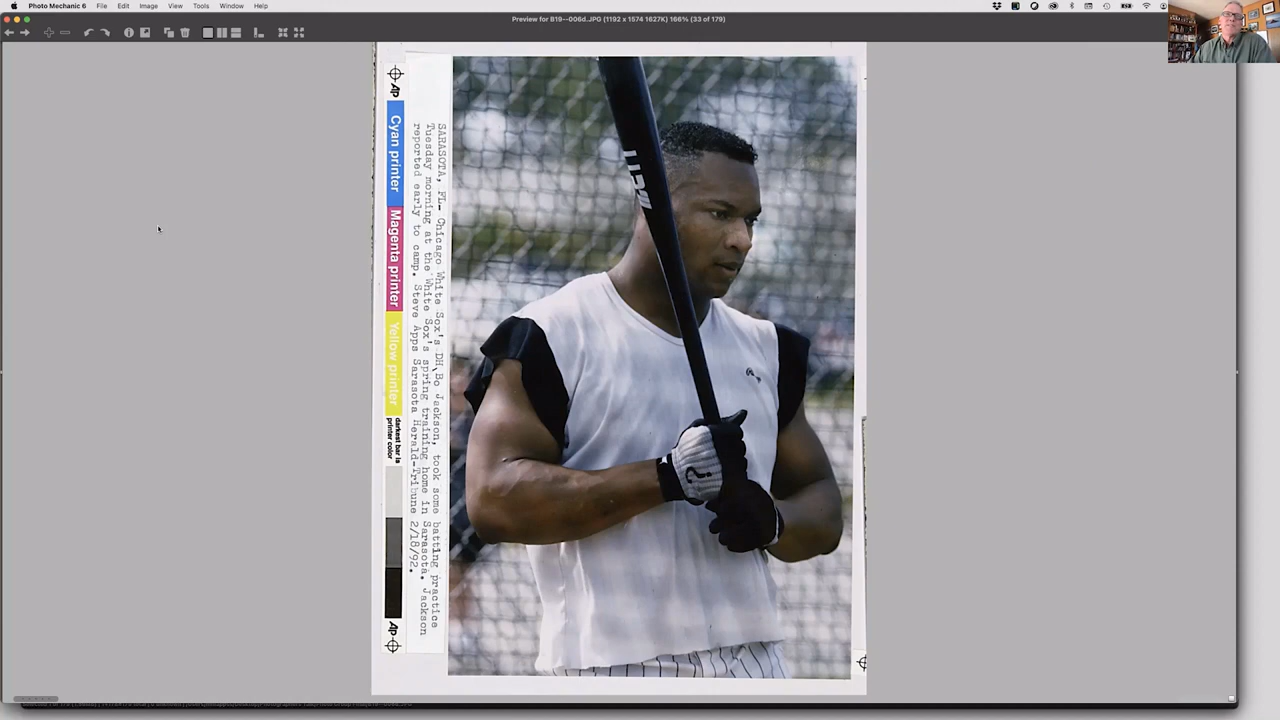 Photo Mechanic 6 File Edit Image View Tools Window Help
Preview for B19--006d.JPG (1192 x 1574 1627K) 166% (33 of 179)
AP
Cyan printer
Magenta printer
Yellow printer
darkest bar is
printer color
AP
SARASOTA, FL- Chicago White Sox's DH\Bo Jackson, took some batting practice
Tuesday morning at the White Sox's spring training home in Sarasota. Jackson
reported early to camp. Steve Apps Sarasota Herald-Tribune 2/18/92.